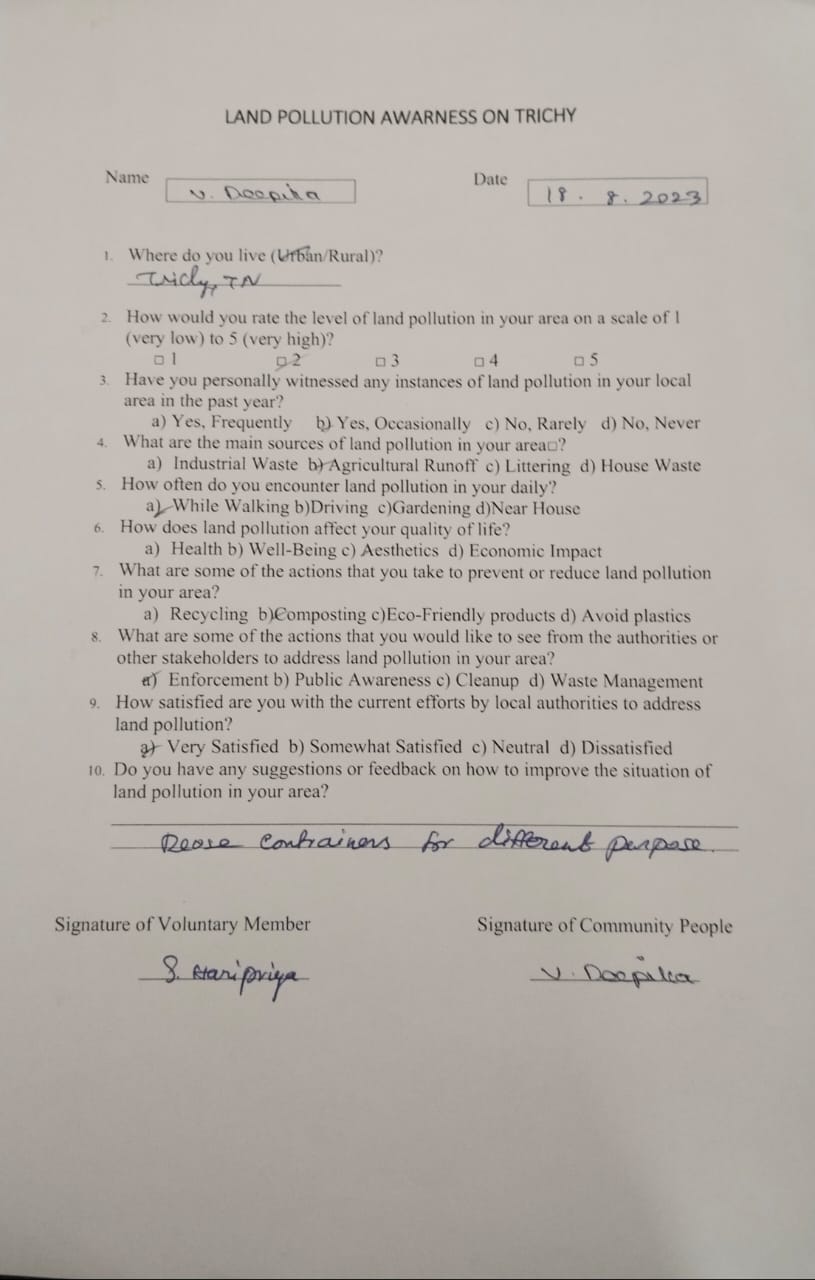 LAND POLLUTION AWARNESS ON TRICHY
Name V. Deepika Date 18. 8. 2023
1. Where do you live (Urban/Rural)?
Trichy, TN
2. How would you rate the level of land pollution in your area on a scale of 1
(very low) to 5 (very high)?
□ 1 □ 2 □ 3 □ 4 □ 5
3. Have you personally witnessed any instances of land pollution in your local
area in the past year?
a) Yes, Frequently b) Yes, Occasionally c) No, Rarely d) No, Never
4. What are the main sources of land pollution in your area□?
a) Industrial Waste b) Agricultural Runoff c) Littering d) House Waste
5. How often do you encounter land pollution in your daily?
a) While Walking b)Driving c)Gardening d)Near House
6. How does land pollution affect your quality of life?
a) Health b) Well-Being c) Aesthetics d) Economic Impact
7. What are some of the actions that you take to prevent or reduce land pollution
in your area?
a) Recycling b)Composting c)Eco-Friendly products d) Avoid plastics
8. What are some of the actions that you would like to see from the authorities or
other stakeholders to address land pollution in your area?
a) Enforcement b) Public Awareness c) Cleanup d) Waste Management
9. How satisfied are you with the current efforts by local authorities to address
land pollution?
a) Very Satisfied b) Somewhat Satisfied c) Neutral d) Dissatisfied
10. Do you have any suggestions or feedback on how to improve the situation of
land pollution in your area?
Reose Contrainers for different perpose.
Signature of Voluntary Member Signature of Community People
S. Haripriya V. Deepika